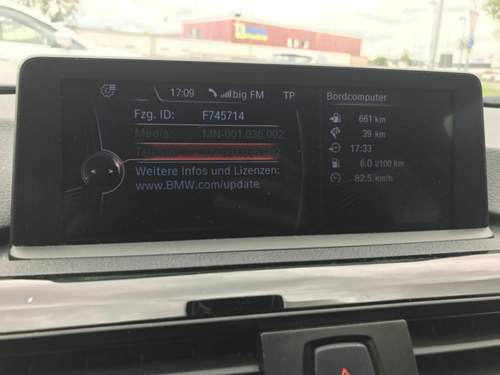 17:09 big FM TP
Fzg. ID: F745714
Media: MN-001.036.002
Weitere Infos und Lizenzen:
www.BMW.com/update
Bordcomputer
661 km
39 km
17:33
6.0 l/100 km
82.5 km/h